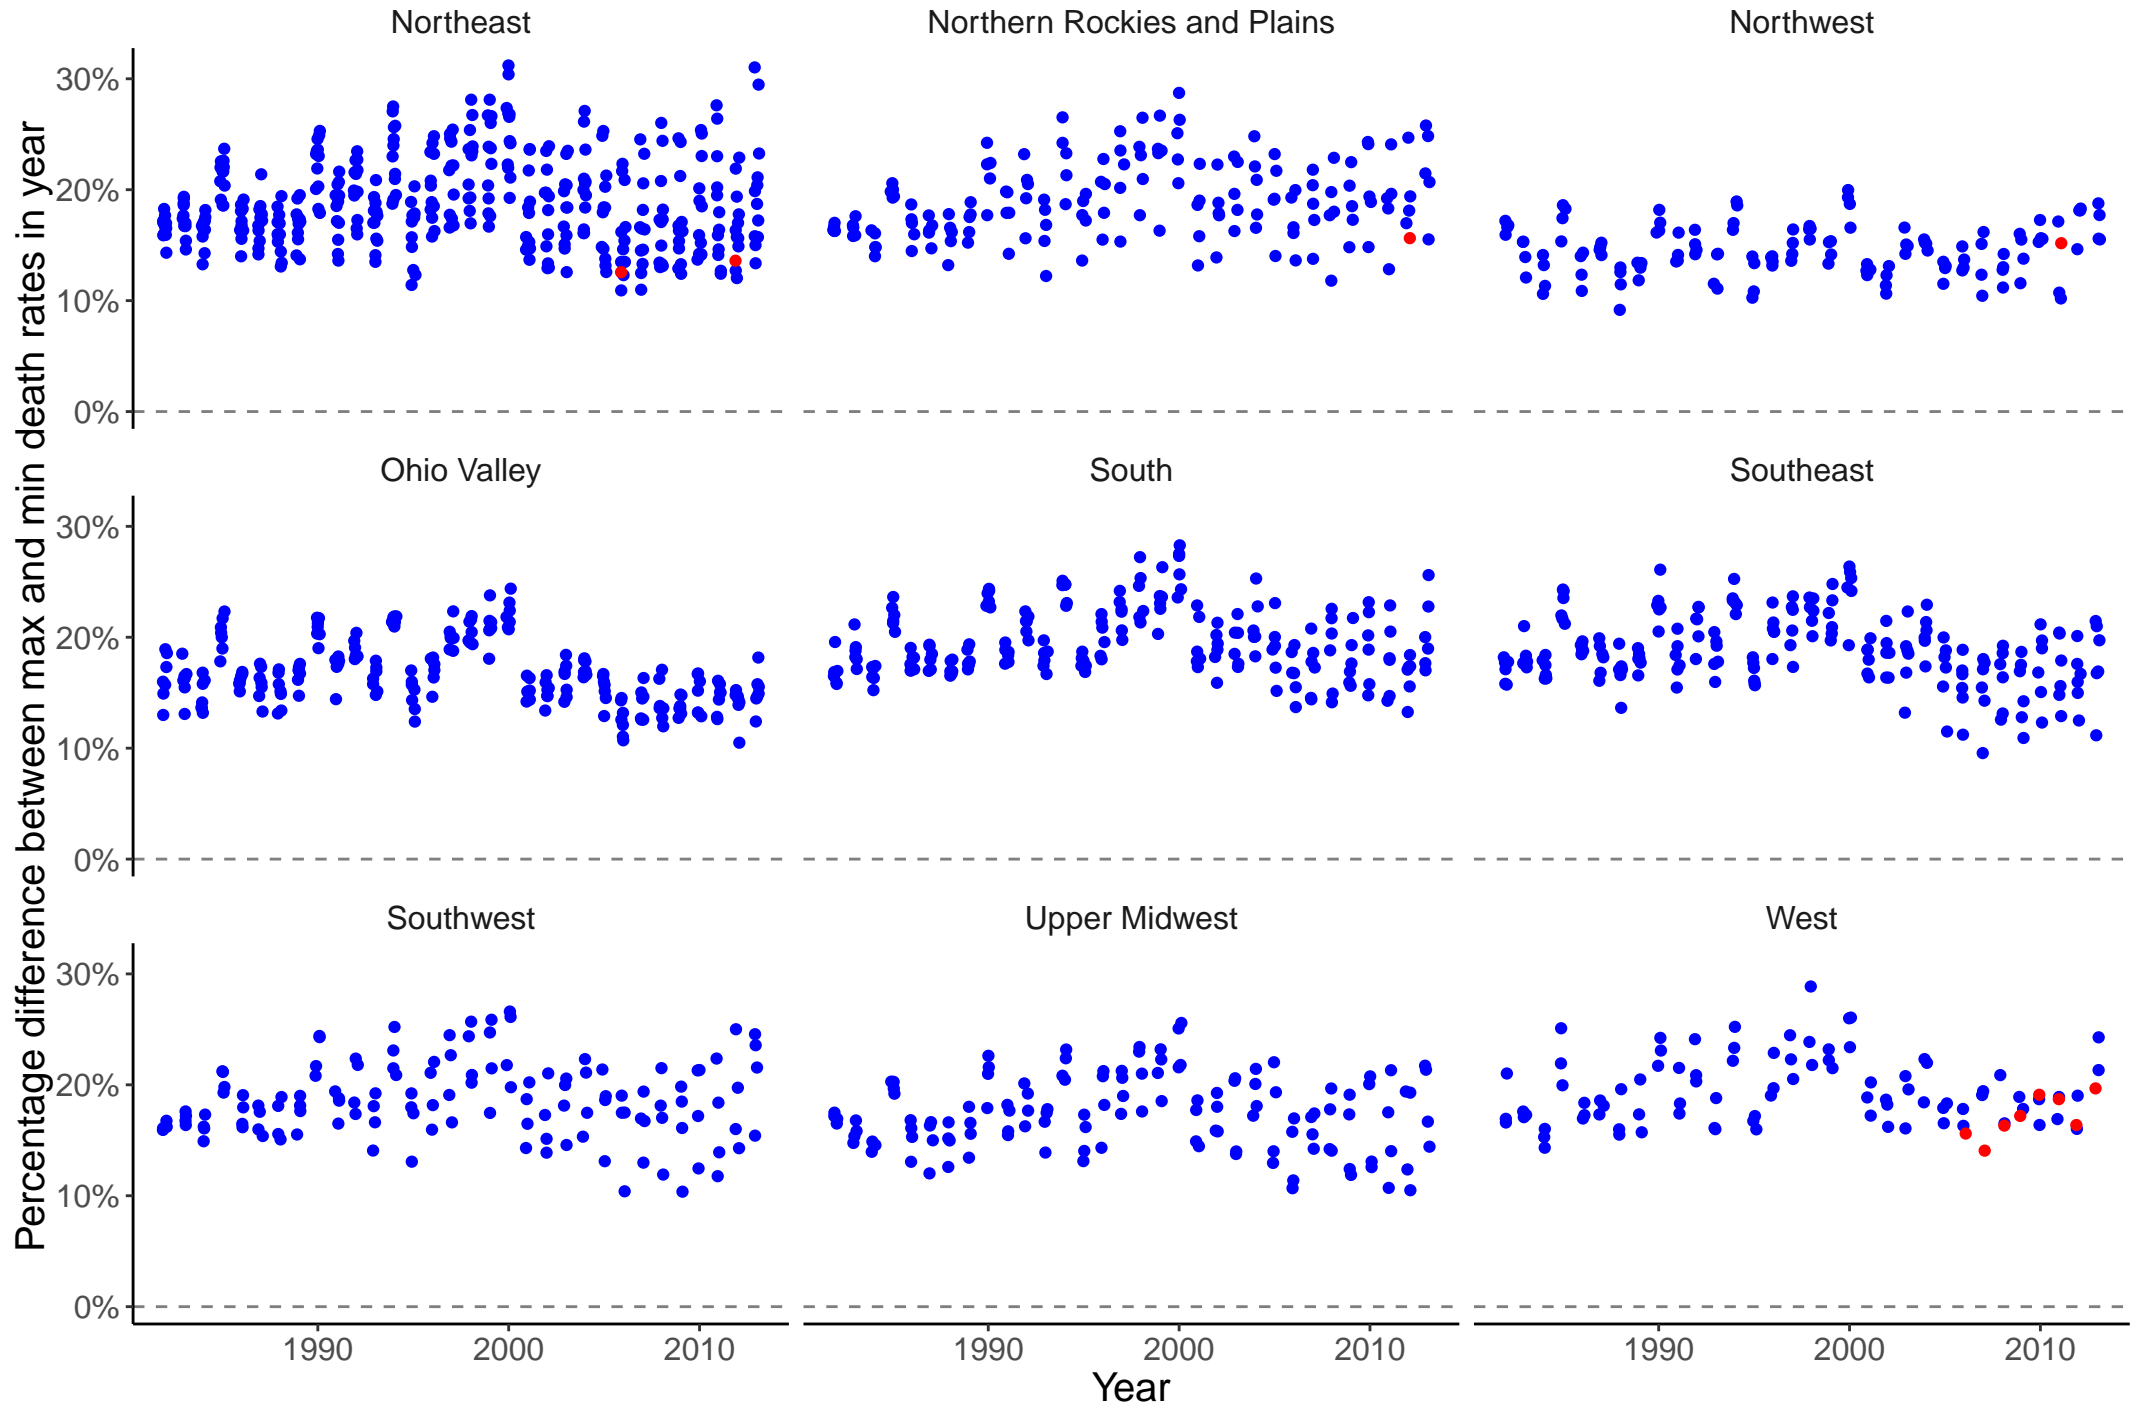 Northeast
Northern Rockies and Plains
Northwest
30%
20%
10%
0%
Ohio Valley
South
Southeast
30%
20%
10%
0%
Southwest
Upper Midwest
West
30%
20%
10%
0%
1990 2000 2010
1990 2000 2010
1990 2000 2010
Year
Percentage difference between max and min death rates in year